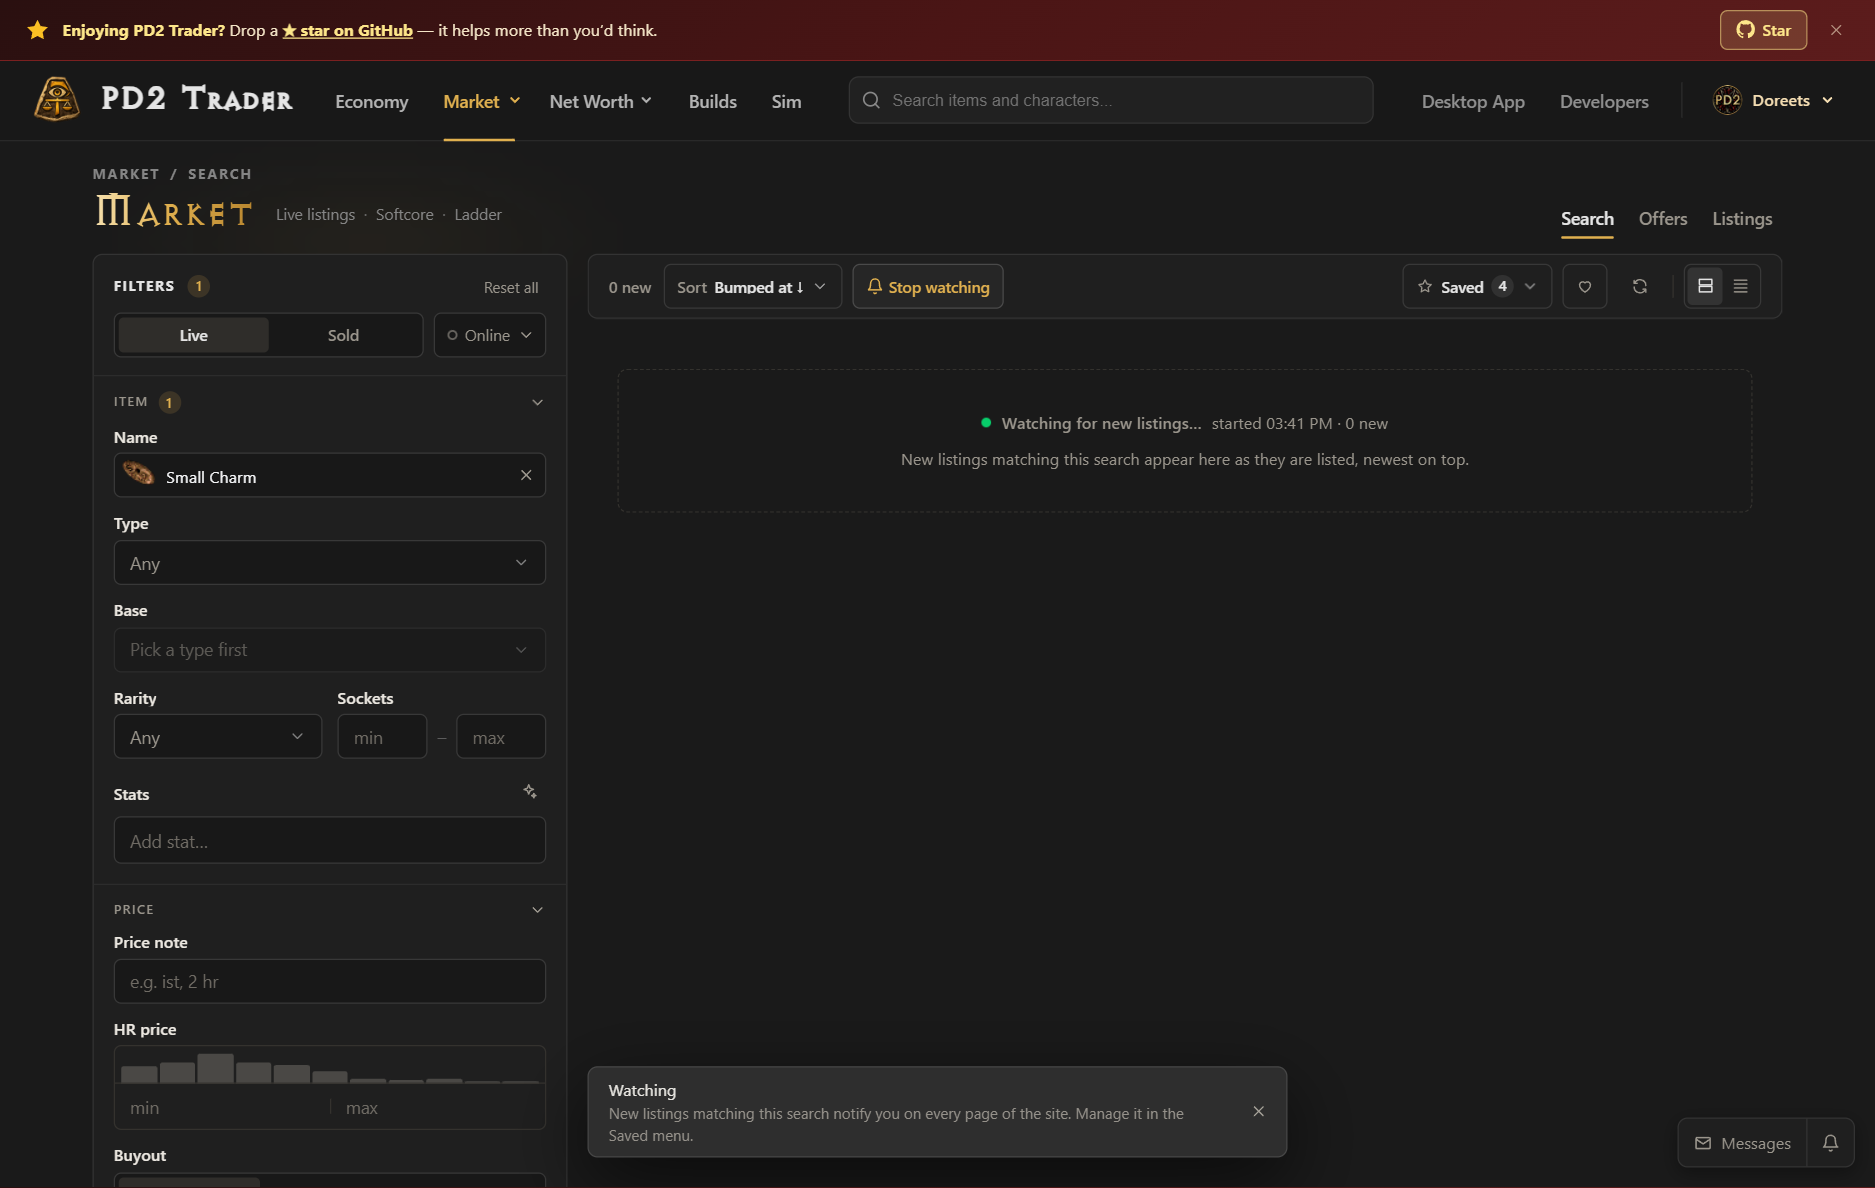 Enjoying PD2 Trader? Drop a ★ star on GitHub — it helps more than you'd think.
Star
PD2 Trader
Economy
Market
Net Worth
Builds
Sim
Search items and characters...
Desktop App
Developers
PD2
Doreets
MARKET / SEARCH
Market
Live listings · Softcore · Ladder
Search
Offers
Listings
FILTERS 1
Reset all
Live
Sold
Online
0 new
Sort Bumped at ↓
Stop watching
Saved 4
ITEM 1
Name
Small Charm
Type
Any
Base
Pick a type first
Rarity
Sockets
Any
min – max
Stats
Add stat...
Watching for new listings... started 03:41 PM · 0 new
New listings matching this search appear here as they are listed, newest on top.
PRICE
Price note
e.g. ist, 2 hr
HR price
min
max
Buyout
Watching
New listings matching this search notify you on every page of the site. Manage it in the
Saved menu.
Messages